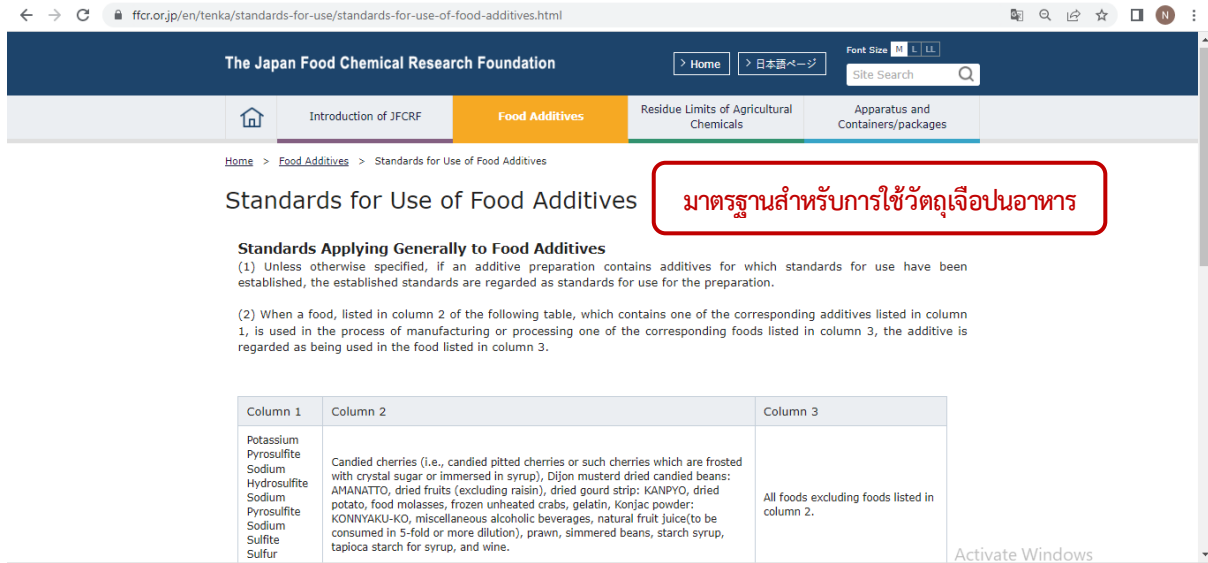 ffcr.or.jp/en/tenka/standards-for-use/standards-for-use-of-food-additives.html
N
The Japan Food Chemical Research Foundation
> Home
> 日本語ページ
Font Size M L LL
Site Search
Introduction of JFCRF
Food Additives
Residue Limits of Agricultural
Chemicals
Apparatus and
Containers/packages
Home > Food Additives > Standards for Use of Food Additives
Standards for Use of Food Additives
มาตรฐานสำหรับการใช้วัตถุเจือปนอาหาร
Standards Applying Generally to Food Additives
(1) Unless otherwise specified, if an additive preparation contains additives for which standards for use have been
established, the established standards are regarded as standards for use for the preparation.
(2) When a food, listed in column 2 of the following table, which contains one of the corresponding additives listed in column
1, is used in the process of manufacturing or processing one of the corresponding foods listed in column 3, the additive is
regarded as being used in the food listed in column 3.
Column 1
Column 2
Column 3
Potassium
Pyrosulfite
Sodium
Hydrosulfite
Sodium
Pyrosulfite
Sodium
Sulfite
Sulfur
Candied cherries (i.e., candied pitted cherries or such cherries which are frosted
with crystal sugar or immersed in syrup), Dijon musterd dried candied beans:
AMANATTO, dried fruits (excluding raisin), dried gourd strip: KANPYO, dried
potato, food molasses, frozen unheated crabs, gelatin, Konjac powder:
KONNYAKU-KO, miscellaneous alcoholic beverages, natural fruit juice(to be
consumed in 5-fold or more dilution), prawn, simmered beans, starch syrup,
tapioca starch for syrup, and wine.
All foods excluding foods listed in
column 2.
Activate Windows